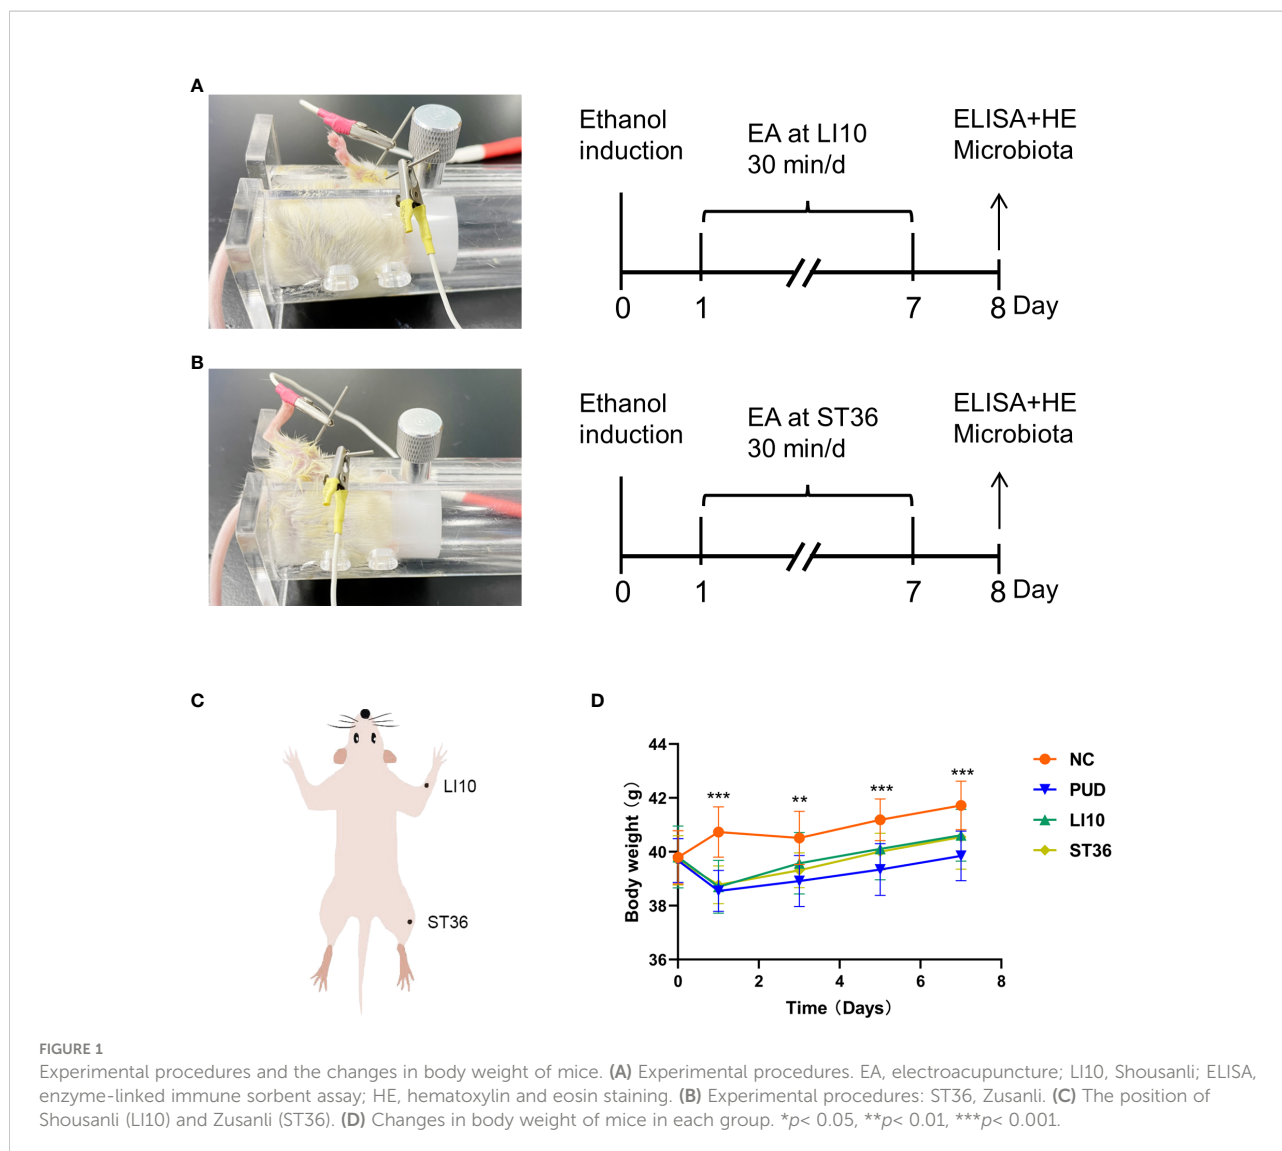 A
Ethanol
induction
EA at LI10
30 min/d
ELISA+HE
Microbiota
0
1
7
8
Day
B
Ethanol
induction
EA at ST36
30 min/d
ELISA+HE
Microbiota
0
1
7
8
Day
C
LI10
ST36
D
44
42
40
38
36
Body weight（g）
***
**
***
***
0
2
4
6
8
Time（Days）
NC
PUD
LI10
ST36
FIGURE 1
Experimental procedures and the changes in body weight of mice. (A) Experimental procedures. EA, electroacupuncture; LI10, Shousanli; ELISA,
enzyme-linked immune sorbent assay; HE, hematoxylin and eosin staining. (B) Experimental procedures: ST36, Zusanli. (C) The position of
Shousanli (LI10) and Zusanli (ST36). (D) Changes in body weight of mice in each group. *p< 0.05, **p< 0.01, ***p< 0.001.